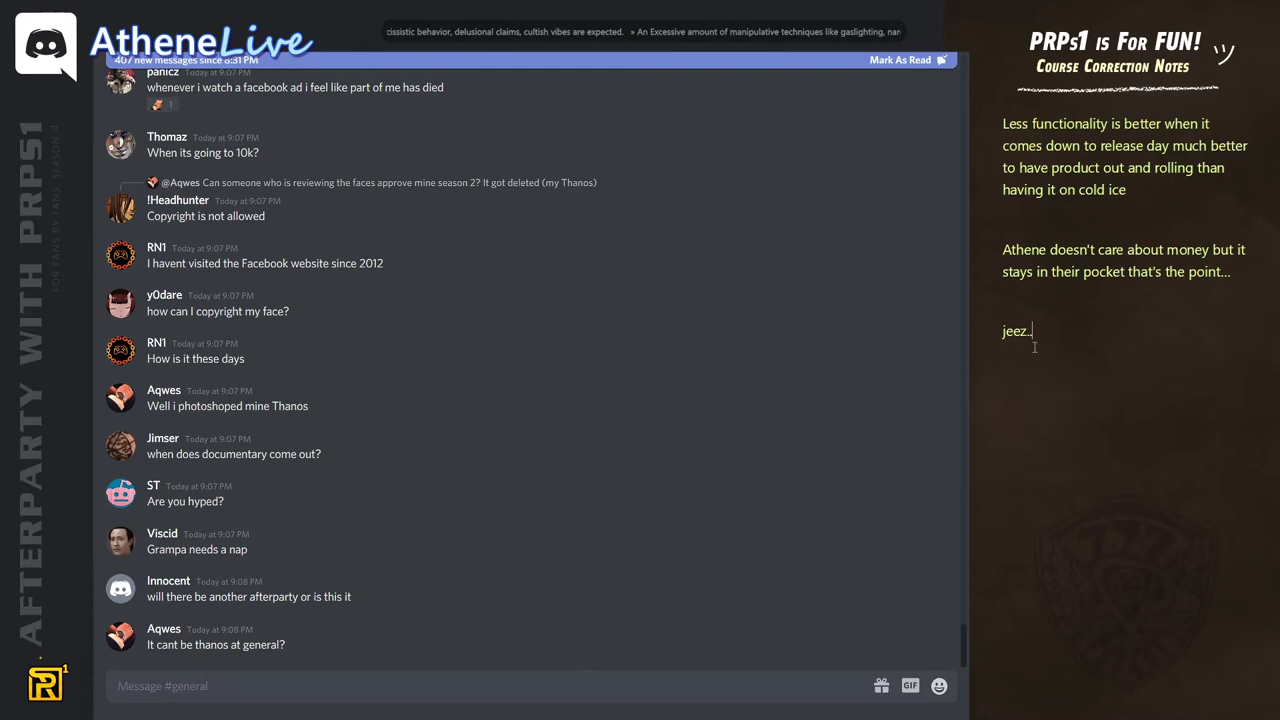 AtheneLive
cissistic behavior, delusional claims, cultish vibes are expected. » An Excessive amount of manipulative techniques like gaslighting, nar
407 new messages since 8:31 PM
Mark As Read
panicz Today at 9:07 PM
whenever i watch a facebook ad i feel like part of me has died
1
Thomaz Today at 9:07 PM
When its going to 10k?
@Aqwes Can someone who is reviewing the faces approve mine season 2? It got deleted (my Thanos)
!Headhunter Today at 9:07 PM
Copyright is not allowed
RN1 Today at 9:07 PM
I havent visited the Facebook website since 2012
y0dare Today at 9:07 PM
how can I copyright my face?
RN1 Today at 9:07 PM
How is it these days
Aqwes Today at 9:07 PM
Well i photoshoped mine Thanos
Jimser Today at 9:07 PM
when does documentary come out?
ST Today at 9:07 PM
Are you hyped?
Viscid Today at 9:07 PM
Grampa needs a nap
Innocent Today at 9:08 PM
will there be another afterparty or is this it
Aqwes Today at 9:08 PM
It cant be thanos at general?
Message #general
GIF
AFTERPARTY WITH PRPS1
FOR FANS BY FANS, SEASON 4
R1
PRPs1 is For FUN!
Course Correction Notes
ツ
Less functionality is better when it
comes down to release day much better
to have product out and rolling than
having it on cold ice
Athene doesn't care about money but it
stays in their pocket that's the point...
jeez..